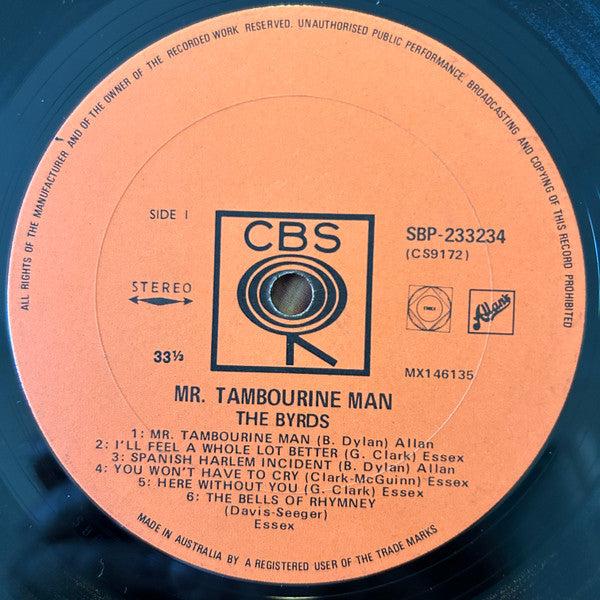 ALL RIGHTS OF THE MANUFACTURER AND OF THE OWNER OF THE RECORDED WORK RESERVED. UNAUTHORISED PUBLIC PERFORMANCE, BROADCASTING AND COPYING OF THIS RECORD PROHIBITED
SIDE I
CBS
SBP-233234
(CS9172)
STEREO
Allan's
33⅓
MX146135
MR. TAMBOURINE MAN
THE BYRDS
1: MR. TAMBOURINE MAN (B. Dylan) Allan
2: I'LL FEEL A WHOLE LOT BETTER (G. Clark) Essex
3: SPANISH HARLEM INCIDENT (B. Dylan) Allan
4: YOU WON'T HAVE TO CRY (Clark-McGuinn) Essex
5: HERE WITHOUT YOU (G. Clark) Essex
6: THE BELLS OF RHYMNEY
(Davis-Seeger)
Essex
MADE IN AUSTRALIA BY A REGISTERED USER OF THE TRADE MARKS